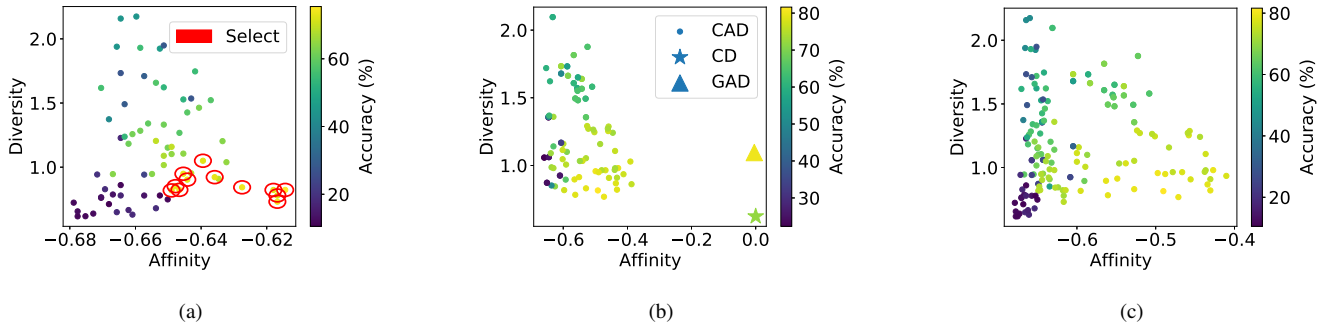 2.0
1.5
1.0
Diversity
−0.68
−0.66
−0.64
−0.62
Affinity
Select
60
40
20
Accuracy (%)
(a)
2.0
1.5
1.0
Diversity
−0.6
−0.4
−0.2
0.0
Affinity
CAD
CD
GAD
80
70
60
50
40
30
Accuracy (%)
(b)
2.0
1.5
1.0
Diversity
−0.6
−0.5
−0.4
Affinity
80
60
40
20
Accuracy (%)
(c)